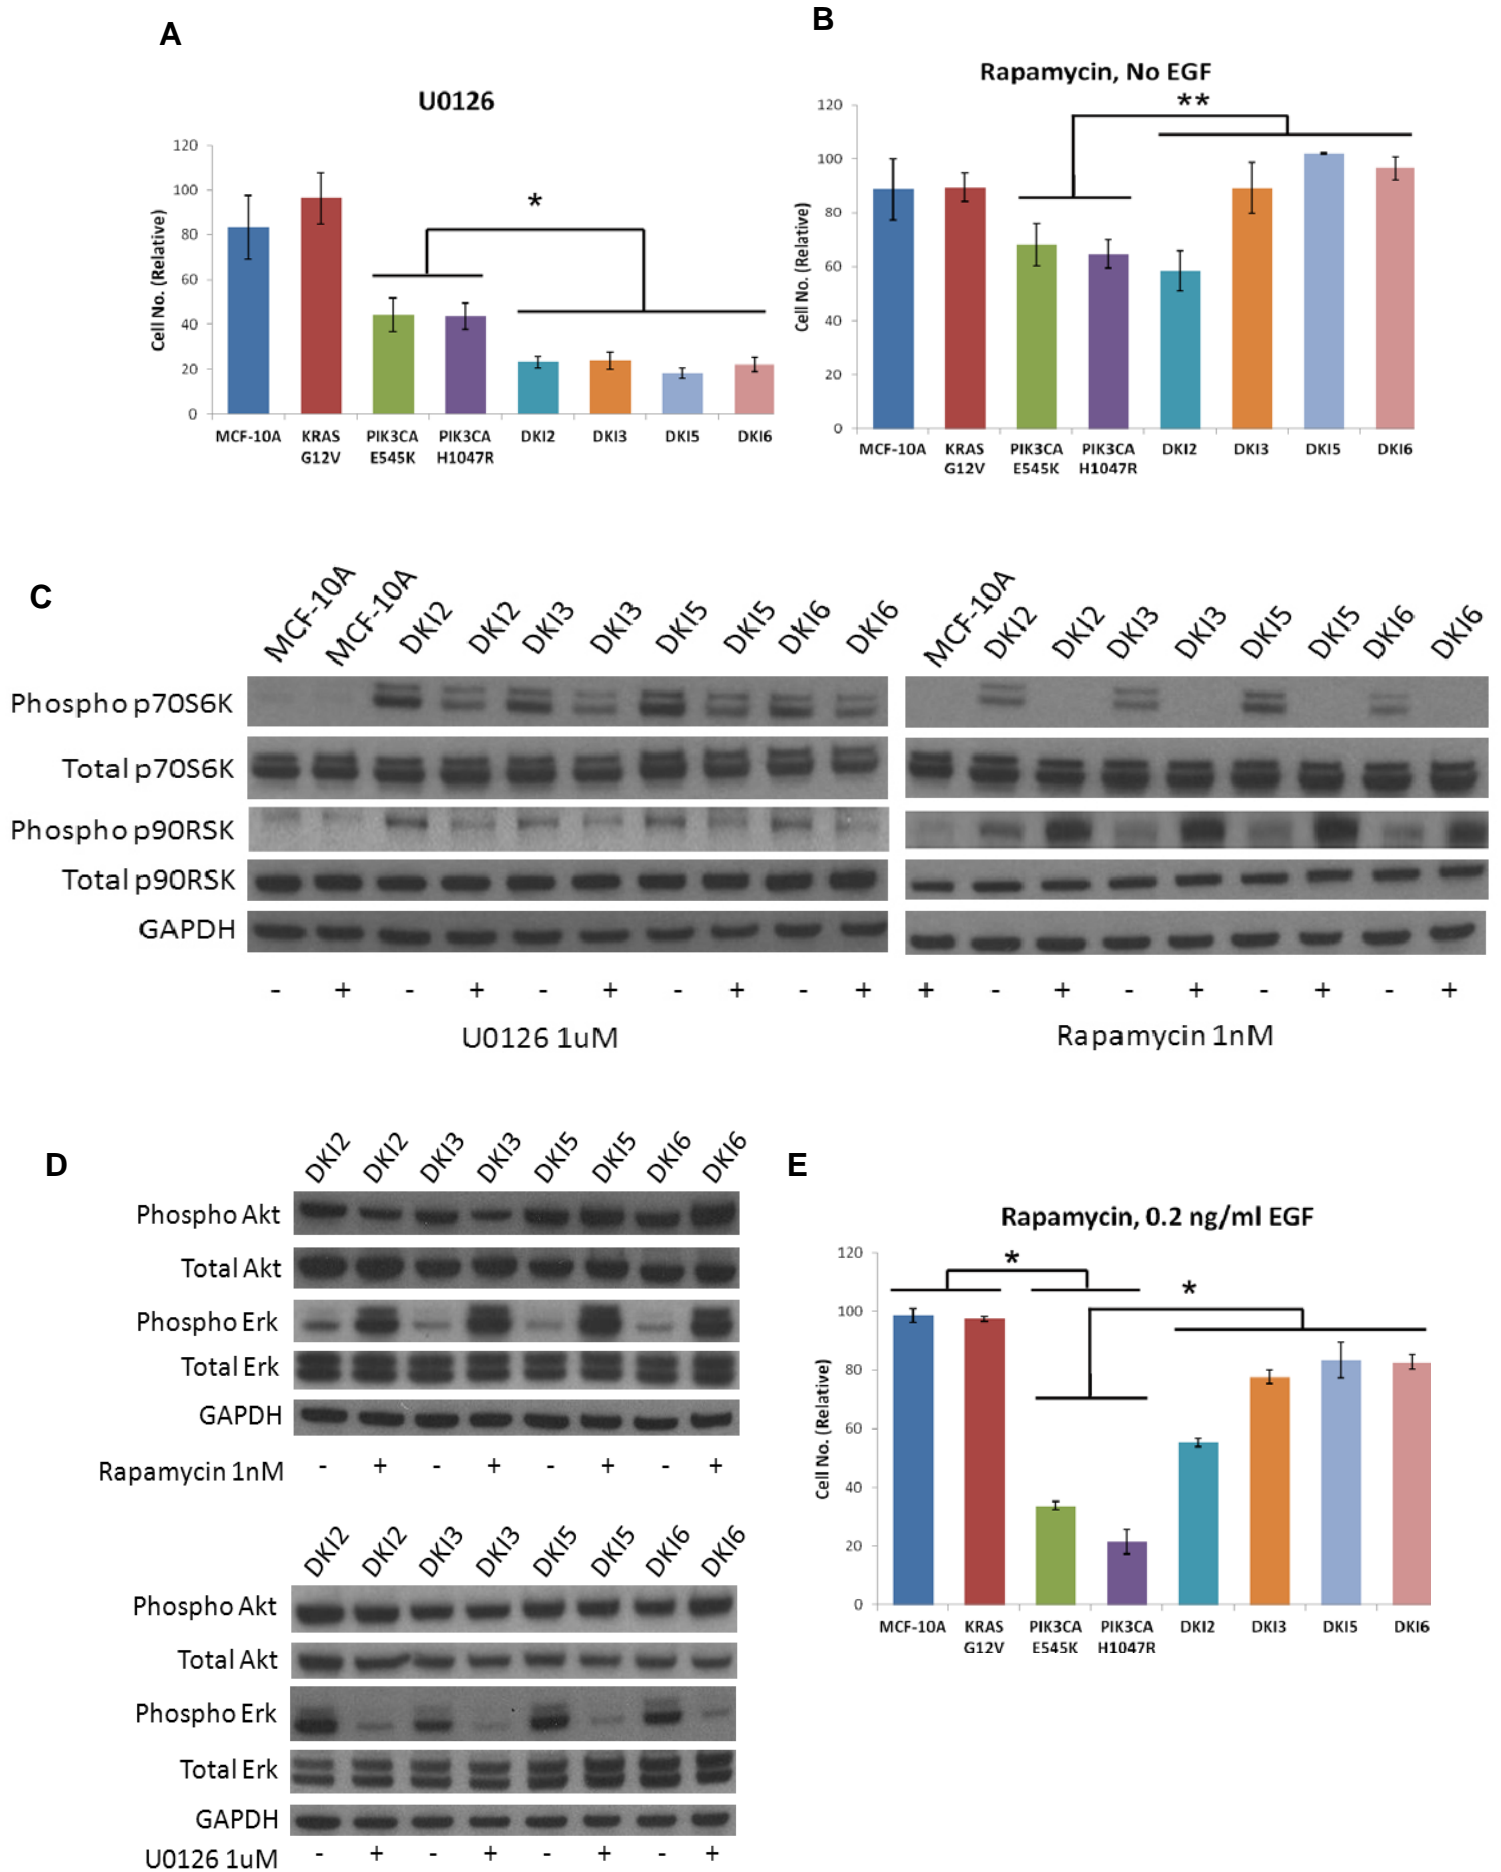 A
U0126
*
Cell No. (Relative)
120
100
80
60
40
20
0
MCF-10A KRAS G12V PIK3CA E545K PIK3CA H1047R DKI2 DKI3 DKI5 DKI6
B
Rapamycin, No EGF
**
Cell No. (Relative)
120
100
80
60
40
20
0
MCF-10A KRAS G12V PIK3CA E545K PIK3CA H1047R DKI2 DKI3 DKI5 DKI6
C
MCF-10A MCF-10A DKI2 DKI2 DKI3 DKI3 DKI5 DKI5 DKI6 DKI6 MCF-10A DKI2 DKI2 DKI3 DKI3 DKI5 DKI5 DKI6 DKI6
Phospho p70S6K
Total p70S6K
Phospho p90RSK
Total p90RSK
GAPDH
- + - + - + - + - + + - + - + - + - +
U0126 1uM Rapamycin 1nM
D
DKI2 DKI2 DKI3 DKI3 DKI5 DKI5 DKI6 DKI6
Phospho Akt
Total Akt
Phospho Erk
Total Erk
GAPDH
Rapamycin 1nM - + - + - + - +
DKI2 DKI2 DKI3 DKI3 DKI5 DKI5 DKI6 DKI6
Phospho Akt
Total Akt
Phospho Erk
Total Erk
GAPDH
U0126 1uM - + - + - + - +
E
Rapamycin, 0.2 ng/ml EGF
*
*
Cell No. (Relative)
120
100
80
60
40
20
0
MCF-10A KRAS G12V PIK3CA E545K PIK3CA H1047R DKI2 DKI3 DKI5 DKI6